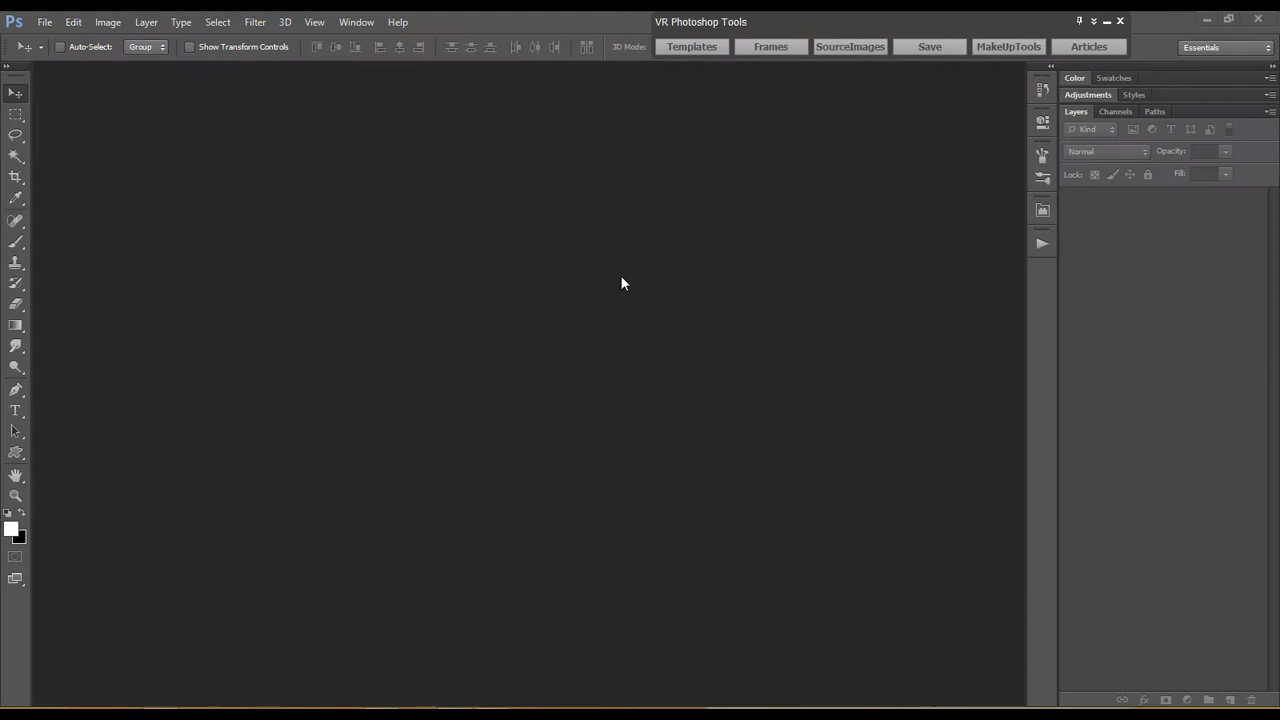 Ps File Edit Image Layer Type Select Filter 3D View Window Help
VR Photoshop Tools
Auto-Select: Group Show Transform Controls 3D Mode:
Templates Frames SourceImages Save MakeUpTools Articles
Essentials
Color Swatches
Adjustments Styles
Layers Channels Paths
Kind
Normal Opacity:
Lock: Fill: